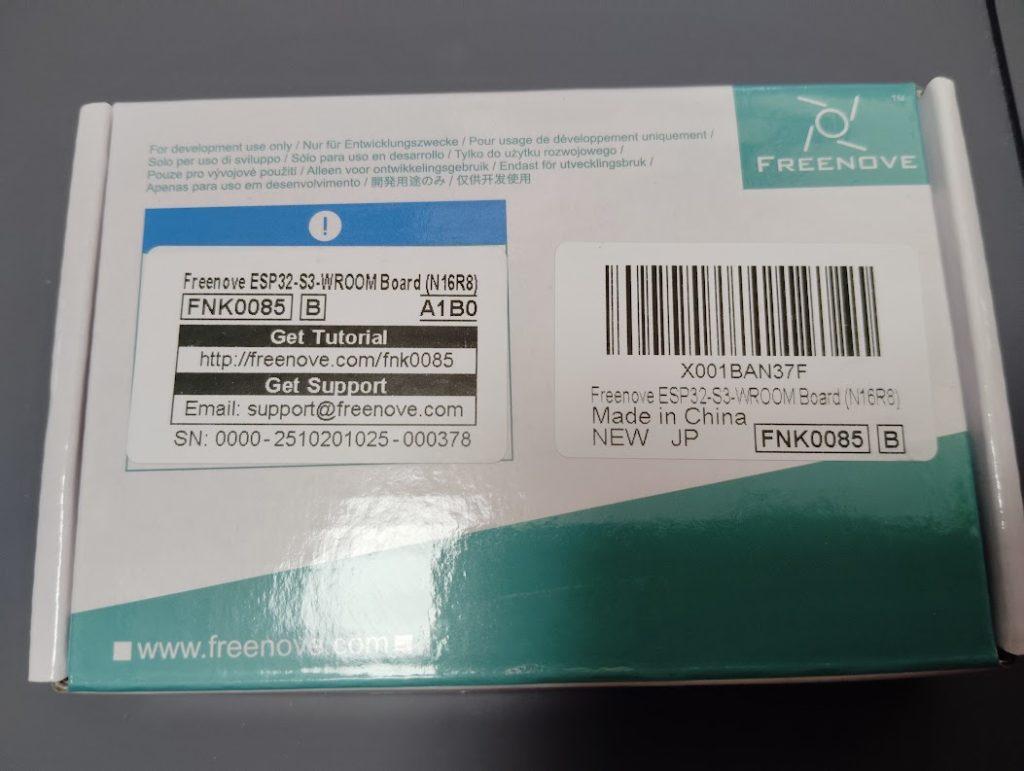 For development use only / Nur für Entwicklungszwecke / Pour usage de développement uniquement /
Solo per uso di sviluppo / Sólo para uso en desarrollo / Tylko do użytku rozwojowego /
Pouze pro vývojové použití / Alleen voor ontwikkelingsgebruik / Endast för utvecklingsbruk /
Apenas para uso em desenvolvimento / 開発用途のみ / 仅供开发使用
FREENOVE
TM
!
Freenove ESP32-S3-WROOM Board (N16R8)
FNK0085 B A1B0
Get Tutorial
http://freenove.com/fnk0085
Get Support
Email: support@freenove.com
SN: 0000-2510201025-000378
X001BAN37F
Freenove ESP32-S3-WROOM Board (N16R8)
Made in China
NEW JP FNK0085 B
www.freenove.com